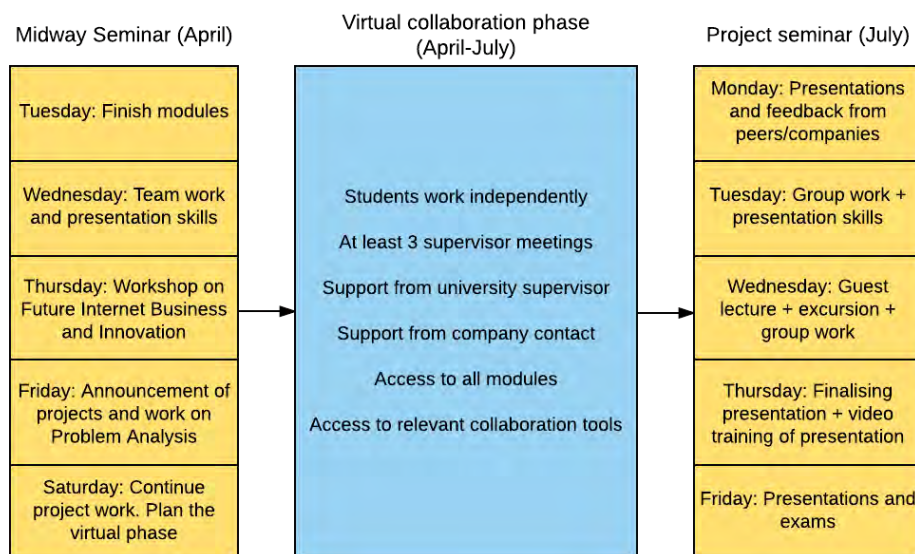 Midway Seminar (April)
Tuesday: Finish modules
Wednesday: Team work
and presentation skills
Thursday: Workshop on
Future Internet Business
and Innovation
Friday: Announcement of
projects and work on
Problem Analysis
Saturday: Continue
project work. Plan the
virtual phase
Virtual collaboration phase
(April-July)
Students work independently
At least 3 supervisor meetings
Support from university supervisor
Support from company contact
Access to all modules
Access to relevant collaboration tools
Project seminar (July)
Monday: Presentations
and feedback from
peers/companies
Tuesday: Group work +
presentation skills
Wednesday: Guest
lecture + excursion +
group work
Thursday: Finalising
presentation + video
training of presentation
Friday: Presentations and
exams